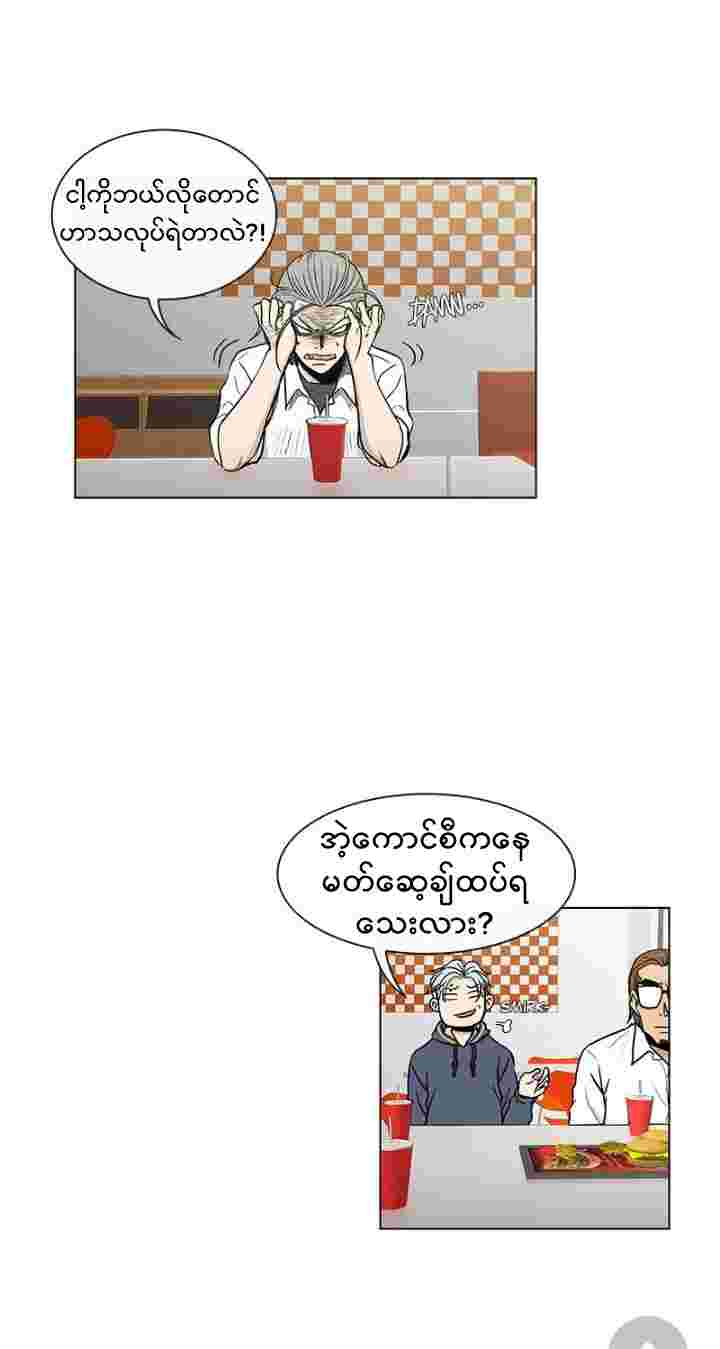 ငါ့ကိုဘယ်လိုတောင်
ဟာသလုပ်ရဲတာလဲ?!
DAMN...
အဲ့ကောင်စီကနေ
မတ်ဆေ့ချ်ထပ်ရ
သေးလား?
SMIRK